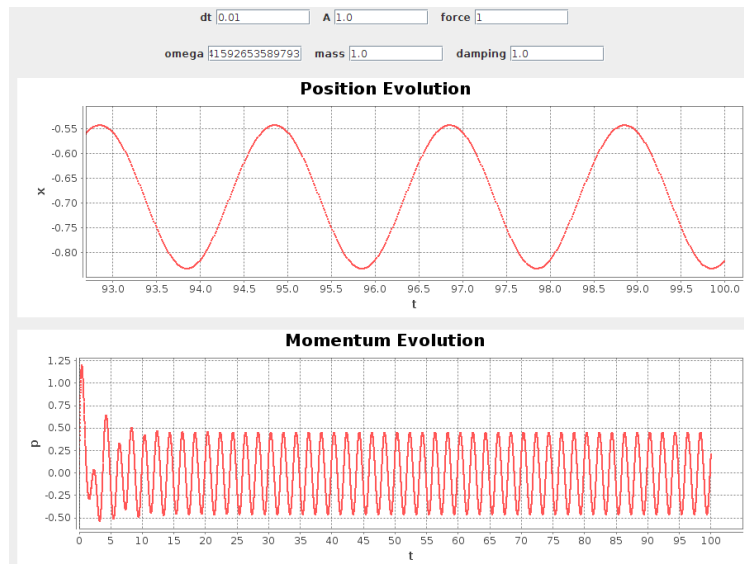 dt 0.01 A 1.0 force 1
omega 41592653589793 mass 1.0 damping 1.0
Position Evolution
-0.55
-0.60
-0.65
-0.70
-0.75
-0.80
x
93.0 93.5 94.0 94.5 95.0 95.5 96.0 96.5 97.0 97.5 98.0 98.5 99.0 99.5 100.0
t
Momentum Evolution
1.25
1.00
0.75
0.50
0.25
0.00
-0.25
-0.50
p
0 5 10 15 20 25 30 35 40 45 50 55 60 65 70 75 80 85 90 95 100
t